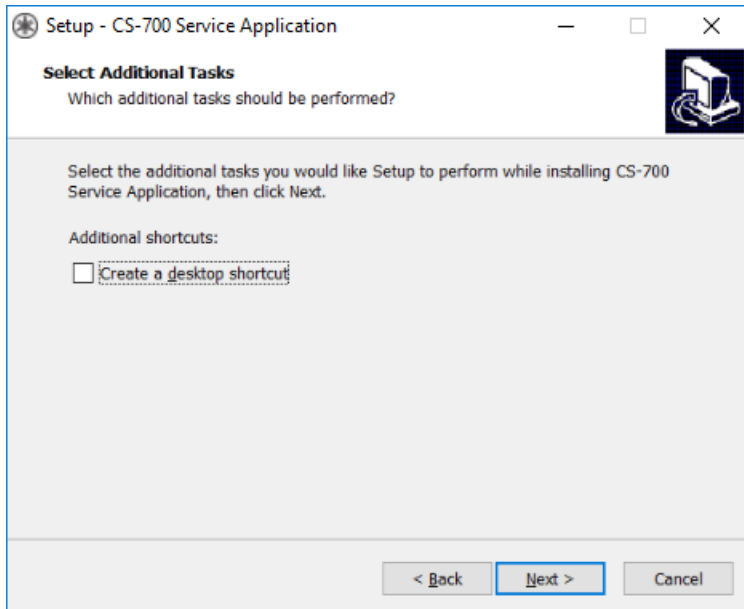 Setup - CS-700 Service Application
Select Additional Tasks
Which additional tasks should be performed?
Select the additional tasks you would like Setup to perform while installing CS-700
Service Application, then click Next.
Additional shortcuts:
Create a desktop shortcut
< Back
Next >
Cancel